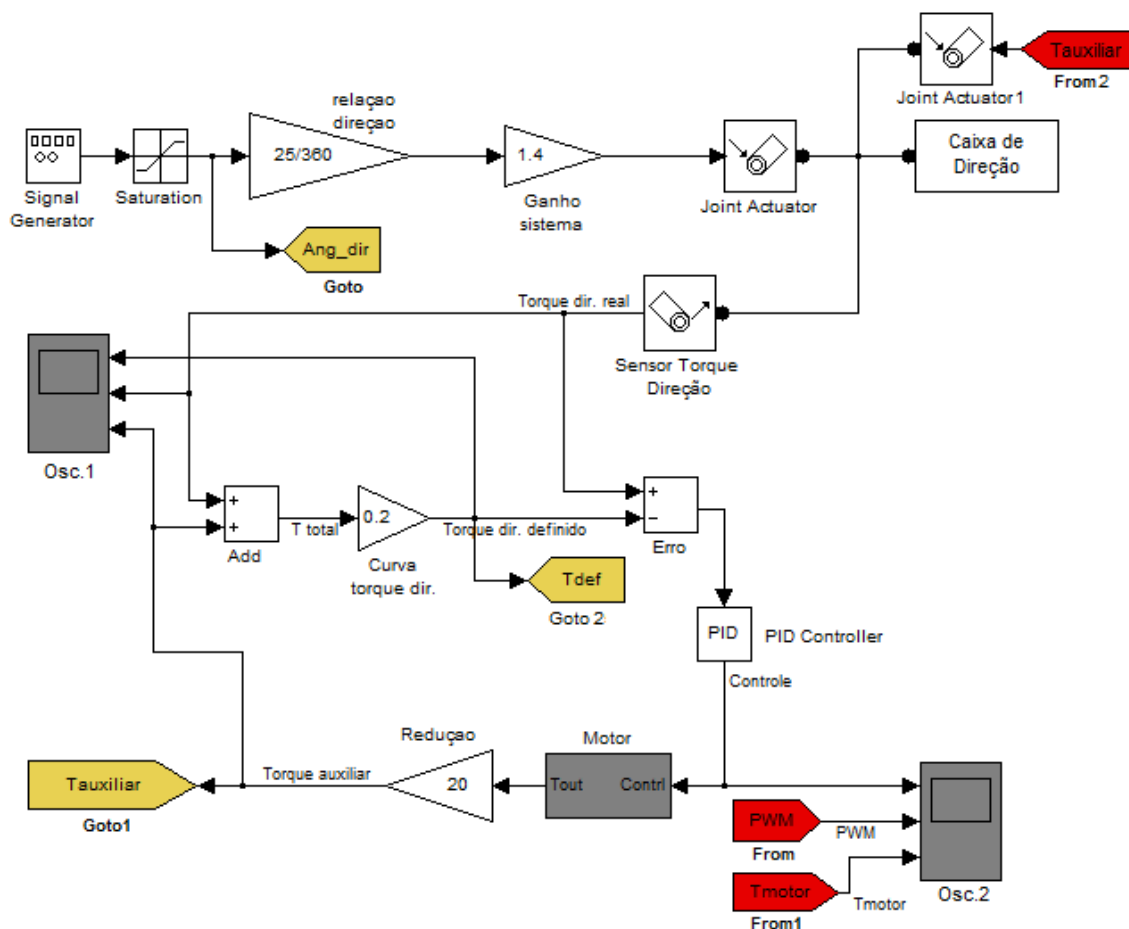 Tauxiliar
From2
Joint Actuator1
relaçao
direçao
25/360
1.4
Caixa de
Direção
Signal
Generator
Saturation
Ganho
sistema
Joint Actuator
Ang_dir
Goto
Torque dir. real
Sensor Torque
Direção
Osc.1
+
+
Add
T total
0.2
Curva
torque dir.
Torque dir. definido
+
−
Erro
Tdef
Goto 2
PID
PID Controller
Controle
Reduçao
Motor
Tauxiliar
Goto1
Torque auxiliar
20
Tout
Contrl
PWM
From
PWM
Tmotor
From1
Tmotor
Osc.2